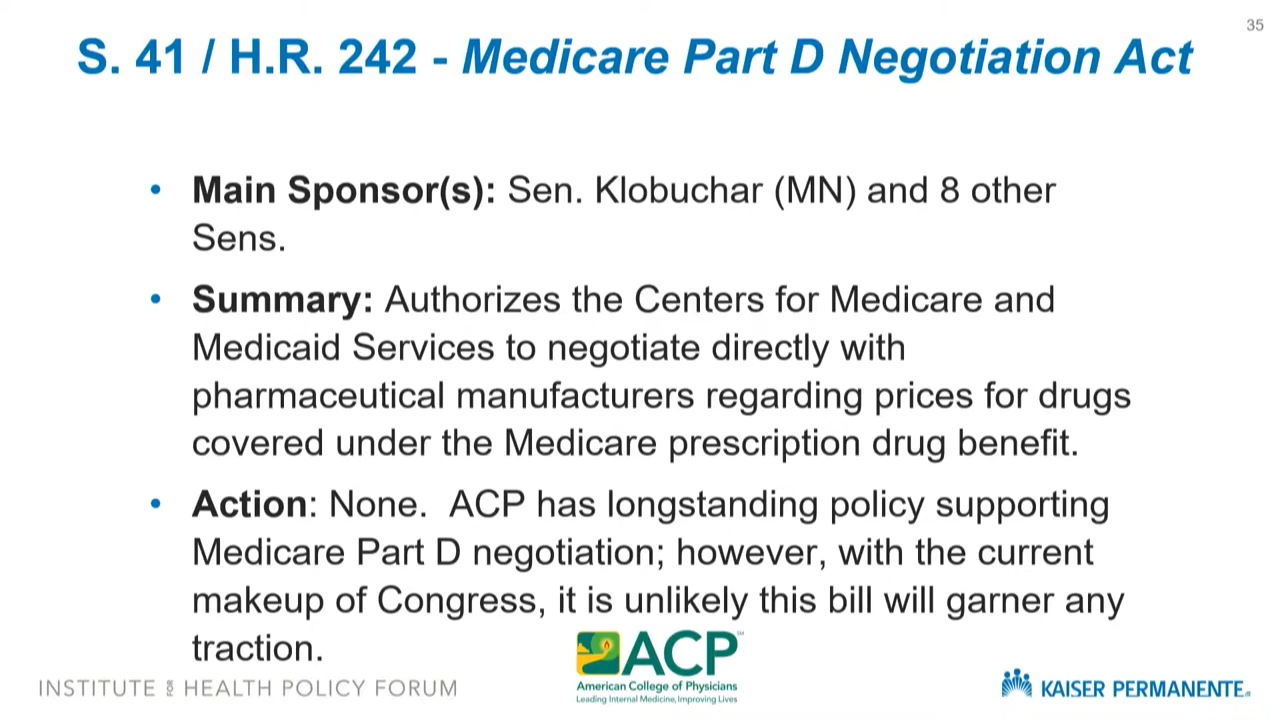 35
S. 41 / H.R. 242 - Medicare Part D Negotiation Act
• Main Sponsor(s): Sen. Klobuchar (MN) and 8 other
Sens.
• Summary: Authorizes the Centers for Medicare and
Medicaid Services to negotiate directly with
pharmaceutical manufacturers regarding prices for drugs
covered under the Medicare prescription drug benefit.
• Action: None.  ACP has longstanding policy supporting
Medicare Part D negotiation; however, with the current
makeup of Congress, it is unlikely this bill will garner any
traction.
ACP
American College of Physicians
Leading Internal Medicine, Improving Lives
INSTITUTE FOR HEALTH POLICY FORUM
KAISER PERMANENTE